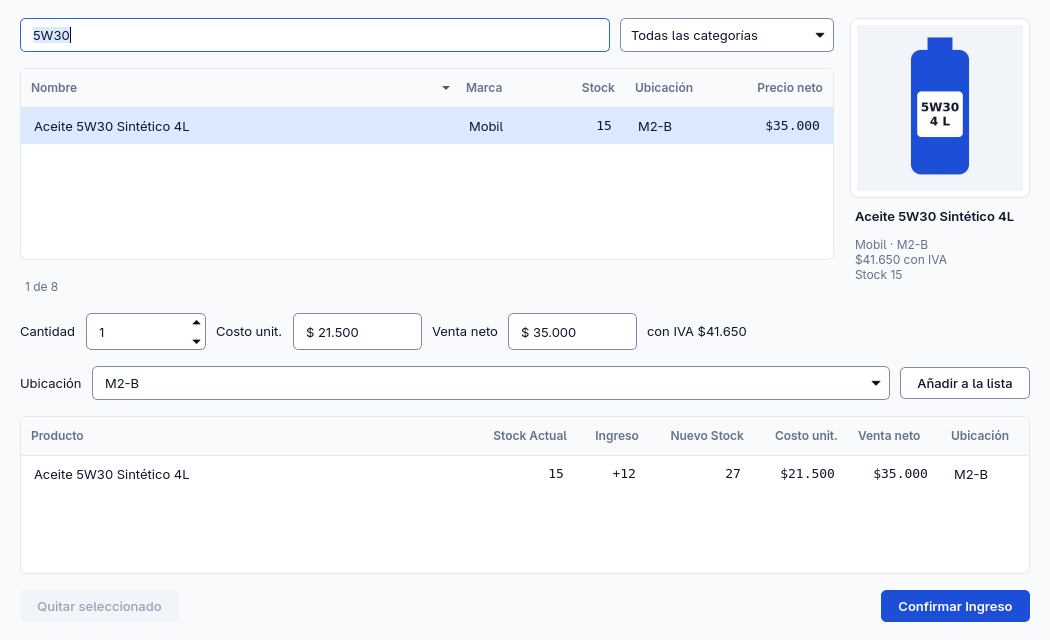 5W30
Todas las categorías
Nombre Marca Stock Ubicación Precio neto
Aceite 5W30 Sintético 4L Mobil 15 M2-B $35.000
5W30
4 L
Aceite 5W30 Sintético 4L
Mobil · M2-B
$41.650 con IVA
Stock 15
1 de 8
Cantidad 1 Costo unit. $ 21.500 Venta neto $ 35.000 con IVA $41.650
Ubicación M2-B Añadir a la lista
Producto Stock Actual Ingreso Nuevo Stock Costo unit. Venta neto Ubicación
Aceite 5W30 Sintético 4L 15 +12 27 $21.500 $35.000 M2-B
Quitar seleccionado Confirmar Ingreso